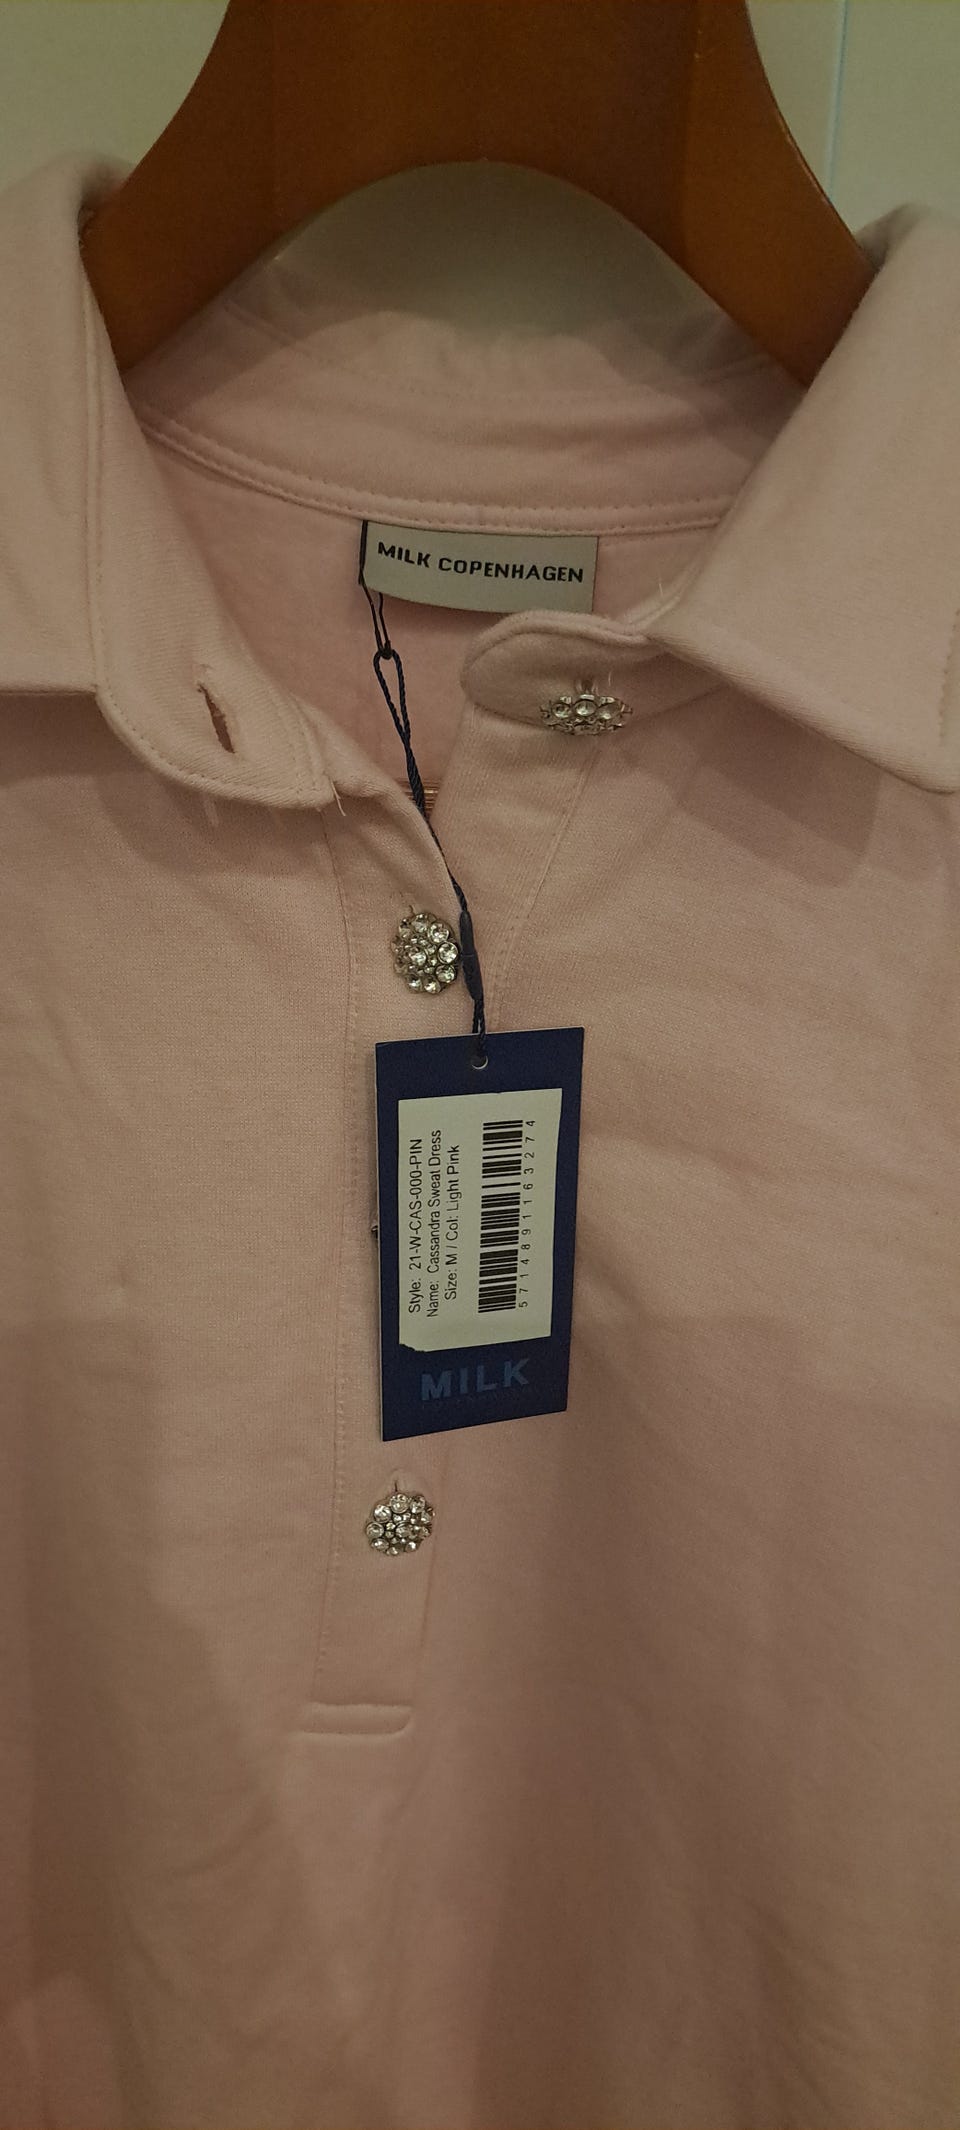 MILK COPENHAGEN
Style: 21-W-CAS-000-PIN
Name: Cassandra Sweat Dress
Size: M / Col: Light Pink
5714891163274
MILK